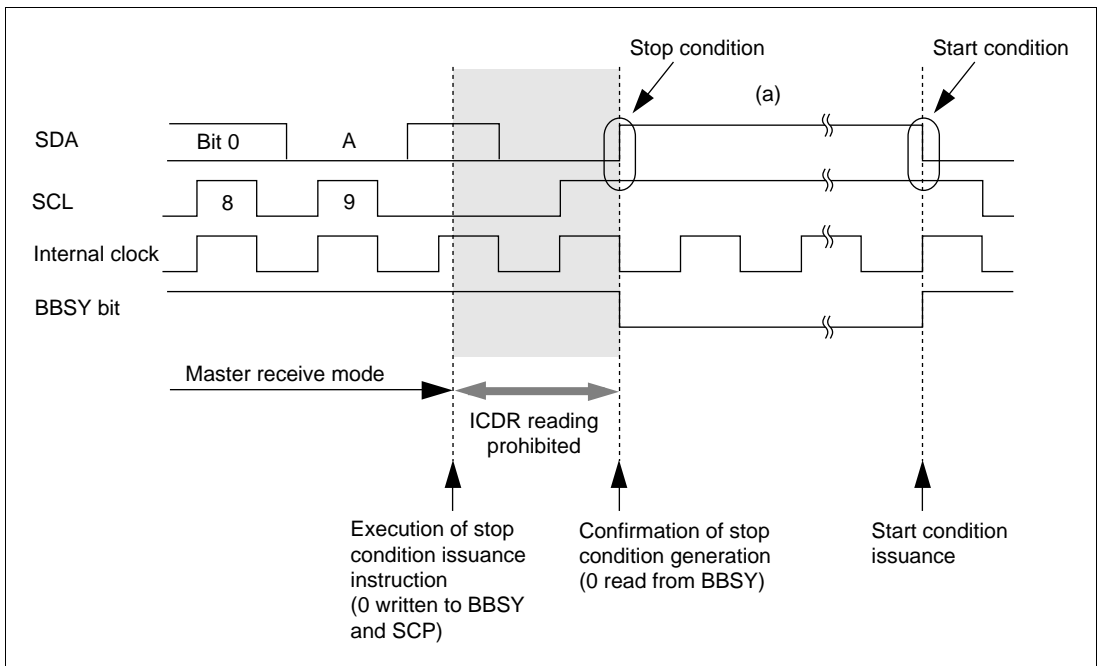 Stop condition
Start condition
(a)
SDA
Bit 0
A
SCL
8
9
Internal clock
BBSY bit
Master receive mode
ICDR reading
prohibited
Execution of stop
condition issuance
instruction
(0 written to BBSY
and SCP)
Confirmation of stop
condition generation
(0 read from BBSY)
Start condition
issuance